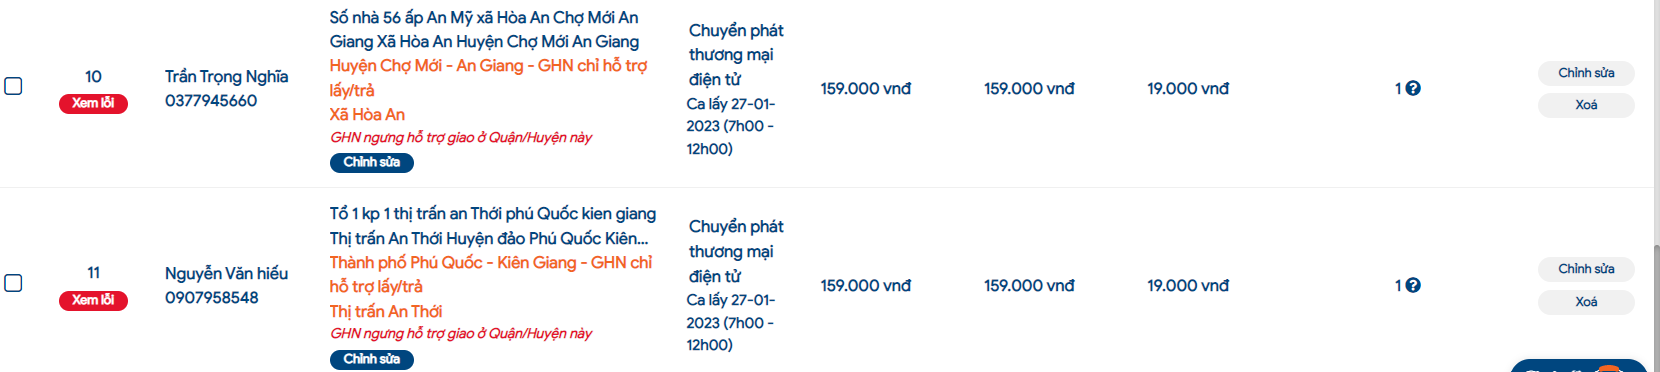 10
Xem lỗi
Trần Trọng Nghĩa
0377945660
Số nhà 56 ấp An Mỹ xã Hòa An Chợ Mới An
Giang Xã Hòa An Huyện Chợ Mới An Giang
Huyện Chợ Mới - An Giang - GHN chỉ hỗ trợ
lấy/trả
Xã Hòa An
GHN ngưng hỗ trợ giao ở Quận/Huyện này
Chỉnh sửa
Chuyển phát
thương mại
điện tử
Ca lấy 27-01-
2023 (7h00 -
12h00)
159.000 vnđ
159.000 vnđ
19.000 vnđ
1 ?
Chỉnh sửa
Xoá
11
Xem lỗi
Nguyễn Văn hiếu
0907958548
Tổ 1 kp 1 thị trấn an Thới phú Quốc kien giang
Thị trấn An Thới Huyện đảo Phú Quốc Kiên...
Thành phố Phú Quốc - Kiên Giang - GHN chỉ
hỗ trợ lấy/trả
Thị trấn An Thới
GHN ngưng hỗ trợ giao ở Quận/Huyện này
Chỉnh sửa
Chuyển phát
thương mại
điện tử
Ca lấy 27-01-
2023 (7h00 -
12h00)
159.000 vnđ
159.000 vnđ
19.000 vnđ
1 ?
Chỉnh sửa
Xoá